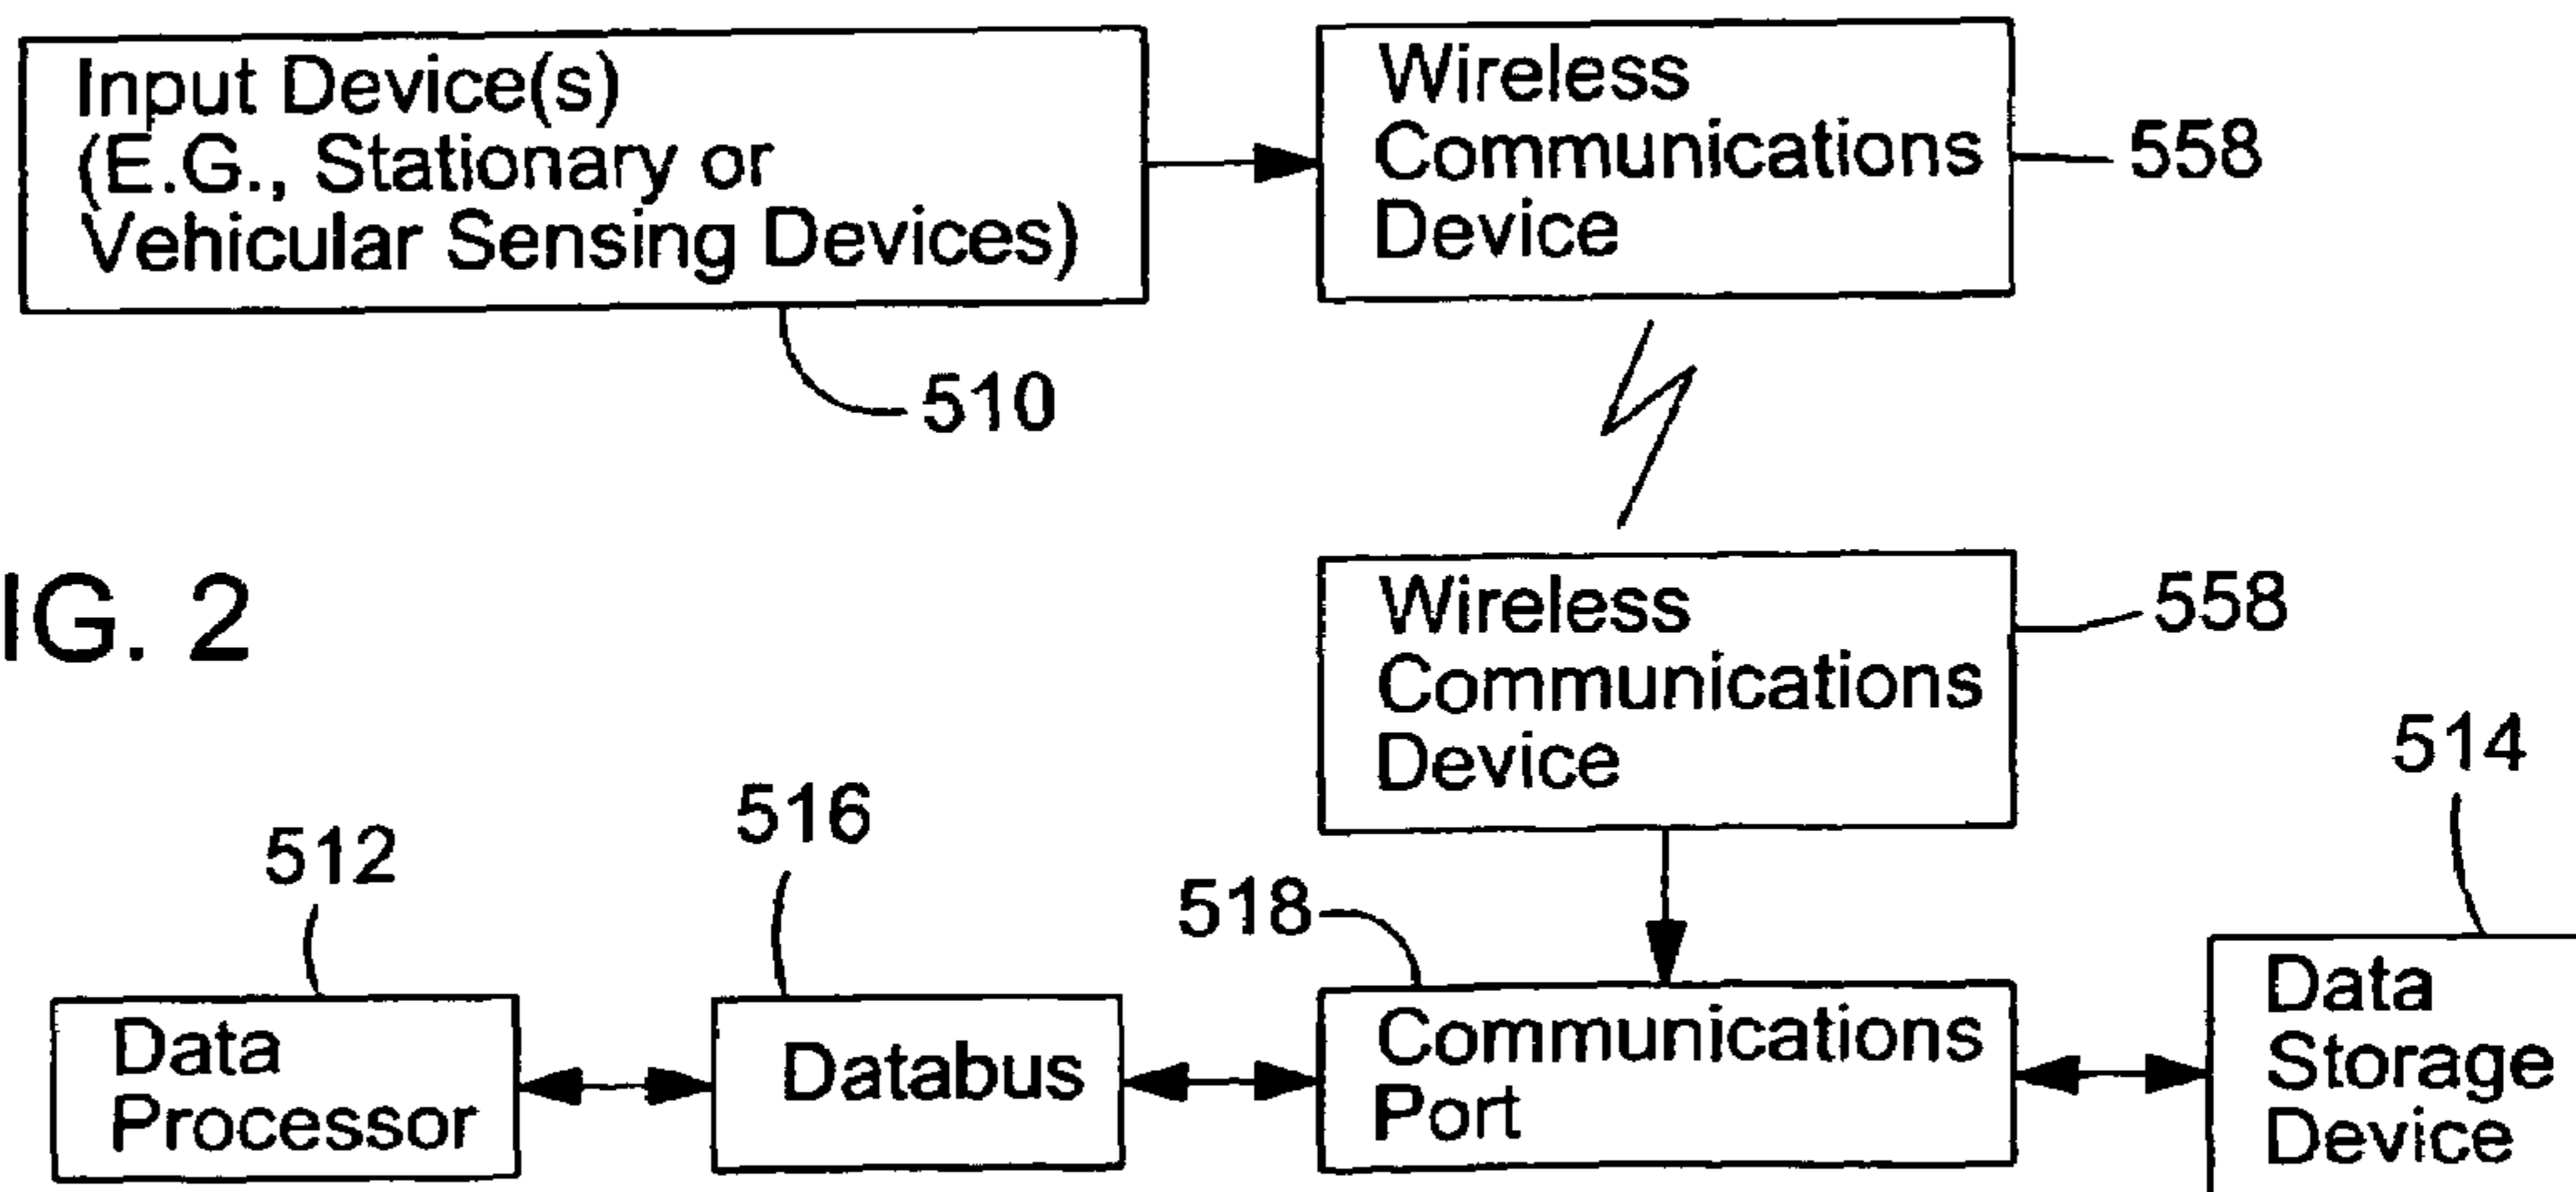 Input Device(s)
(E.G., Stationary or
Vehicular Sensing Devices)
510
Wireless
Communications
Device
558
IG. 2
Wireless
Communications
Device
558
512
Data
Processor
516
Databus
518
Communications
Port
514
Data
Storage
Device